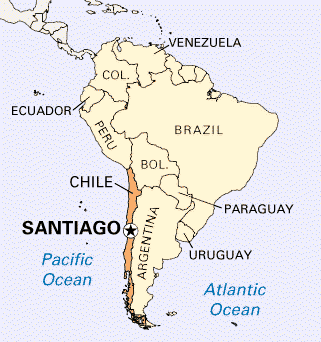 VENEZUELA
COL.
ECUADOR
PERU
BRAZIL
BOL.
CHILE
PARAGUAY
ARGENTINA
SANTIAGO
URUGUAY
Pacific
Ocean
Atlantic
Ocean